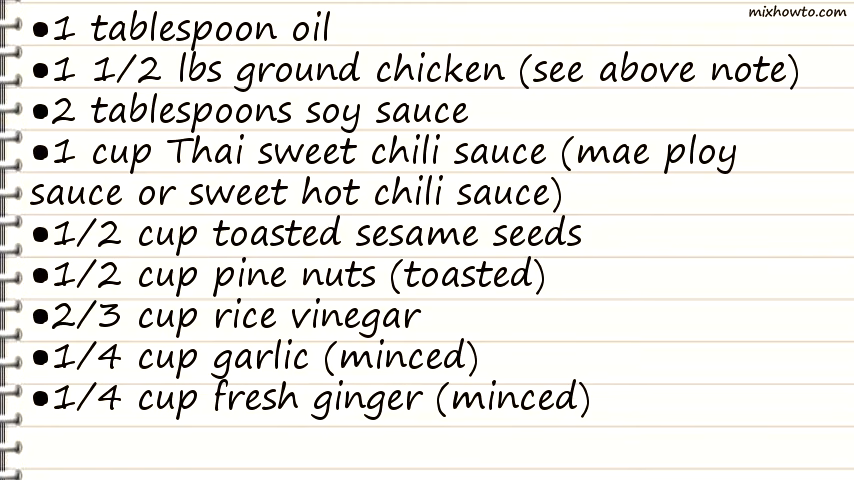 mixhowto.com
•1 tablespoon oil
•1 1/2 lbs ground chicken (see above note)
•2 tablespoons soy sauce
•1 cup Thai sweet chili sauce (mae ploy
sauce or sweet hot chili sauce)
•1/2 cup toasted sesame seeds
•1/2 cup pine nuts (toasted)
•2/3 cup rice vinegar
•1/4 cup garlic (minced)
•1/4 cup fresh ginger (minced)